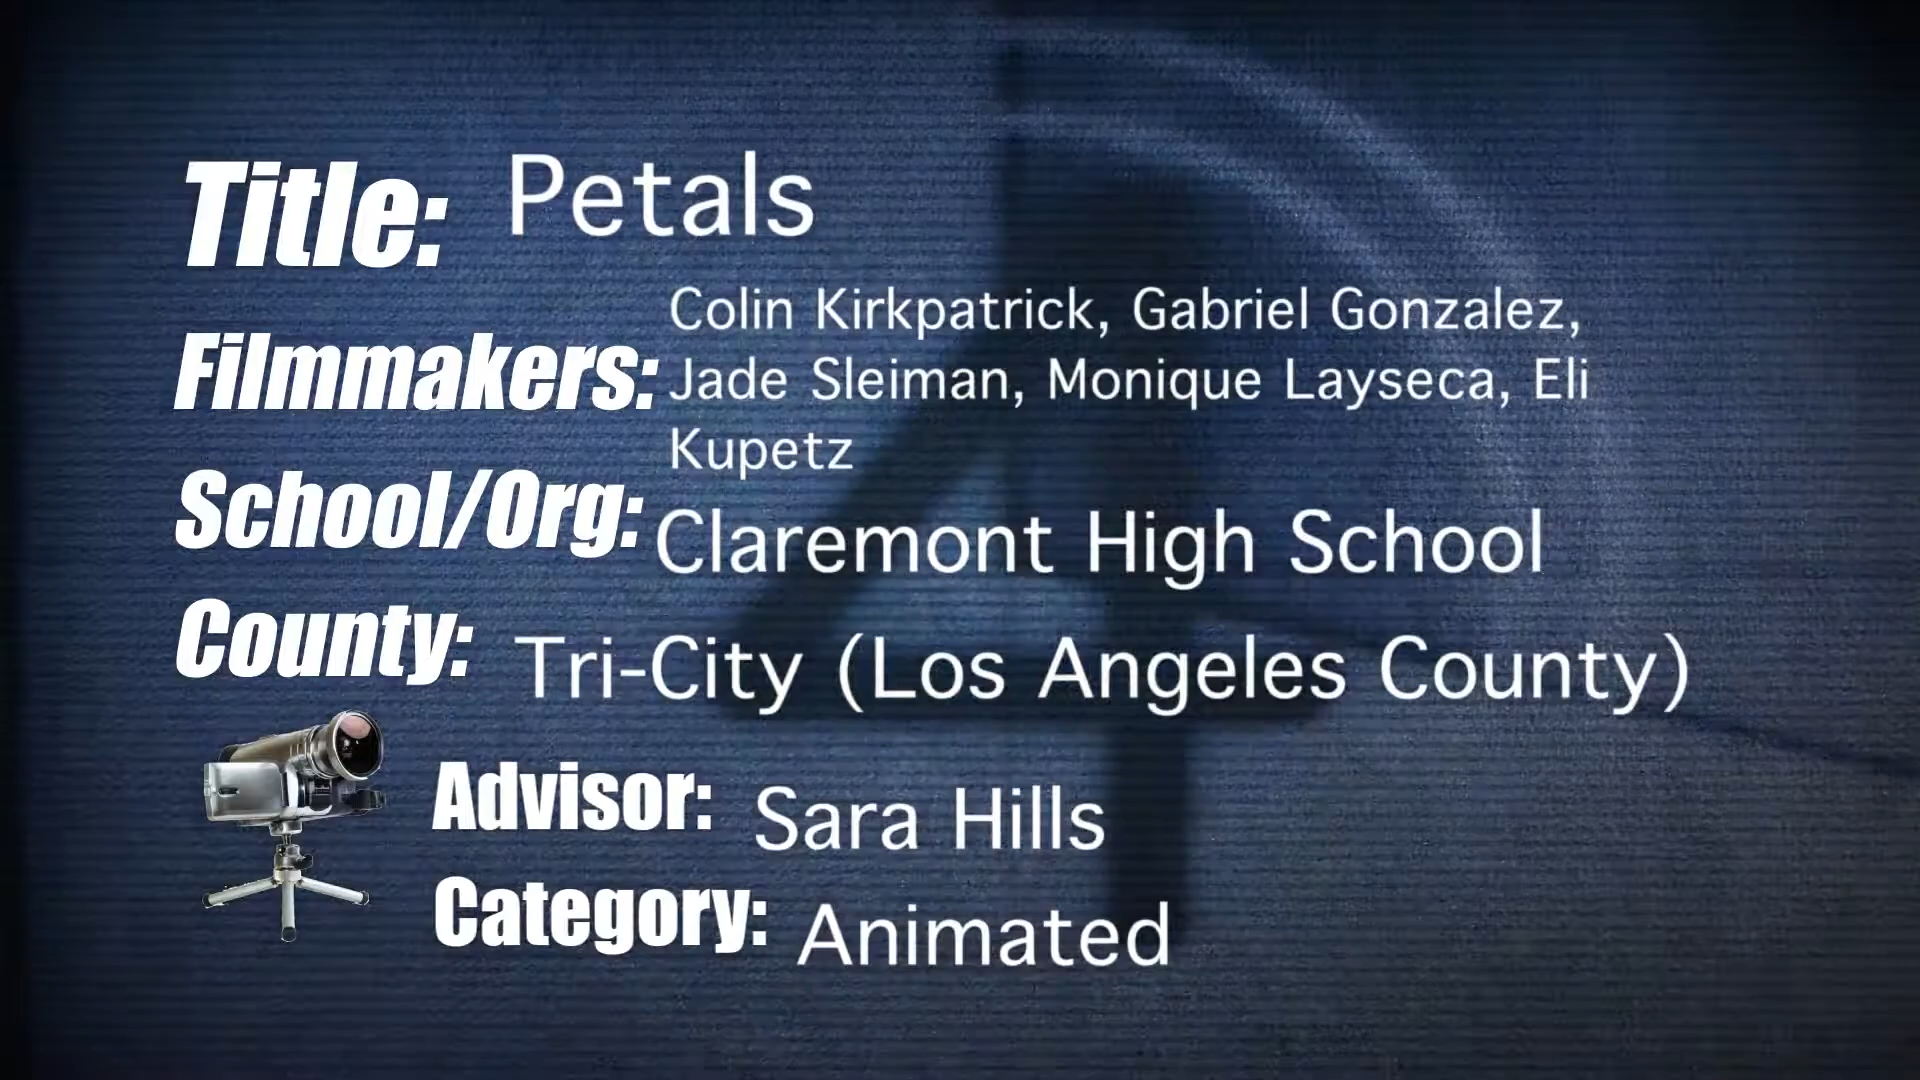 Title: Petals
Filmmakers: Colin Kirkpatrick, Gabriel Gonzalez,
Jade Sleiman, Monique Layseca, Eli
Kupetz
School/Org: Claremont High School
County: Tri-City (Los Angeles County)
Advisor: Sara Hills
Category: Animated
4